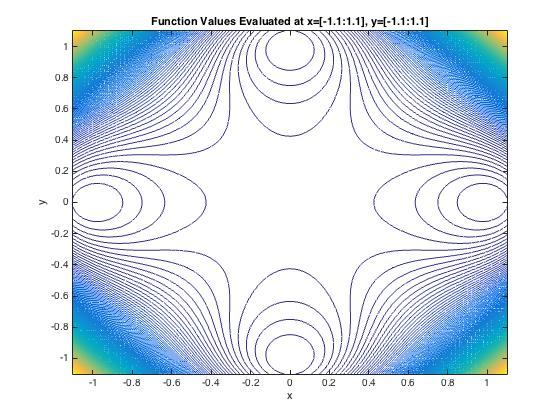 Function Values Evaluated at x=[-1.1:1.1], y=[-1.1:1.1]
1
0.8
0.6
0.4
0.2
0
-0.2
-0.4
-0.6
-0.8
-1
y
-1 -0.8 -0.6 -0.4 -0.2 0 0.2 0.4 0.6 0.8 1
x